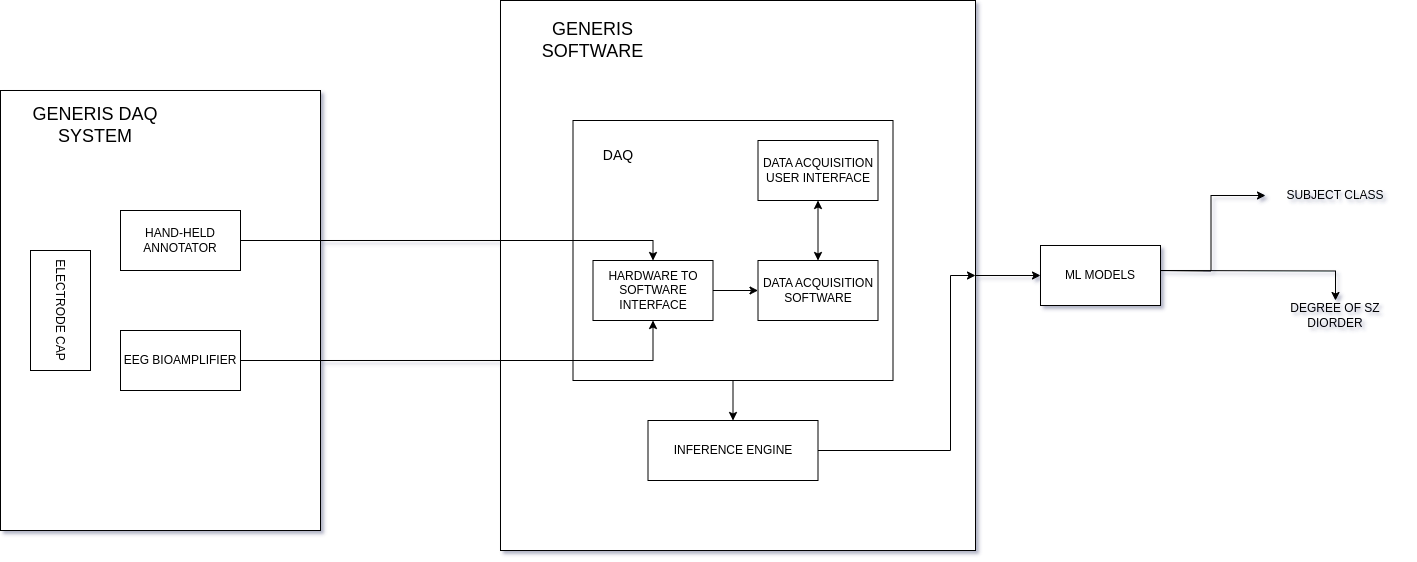 GENERIS
SOFTWARE
GENERIS DAQ
SYSTEM
DAQ
DATA ACQUISITION
USER INTERFACE
SUBJECT CLASS
HAND-HELD
ANNOTATOR
ELECTRODE CAP
HARDWARE TO
SOFTWARE
INTERFACE
DATA ACQUISITION
SOFTWARE
ML MODELS
DEGREE OF SZ
DIORDER
EEG BIOAMPLIFIER
INFERENCE ENGINE